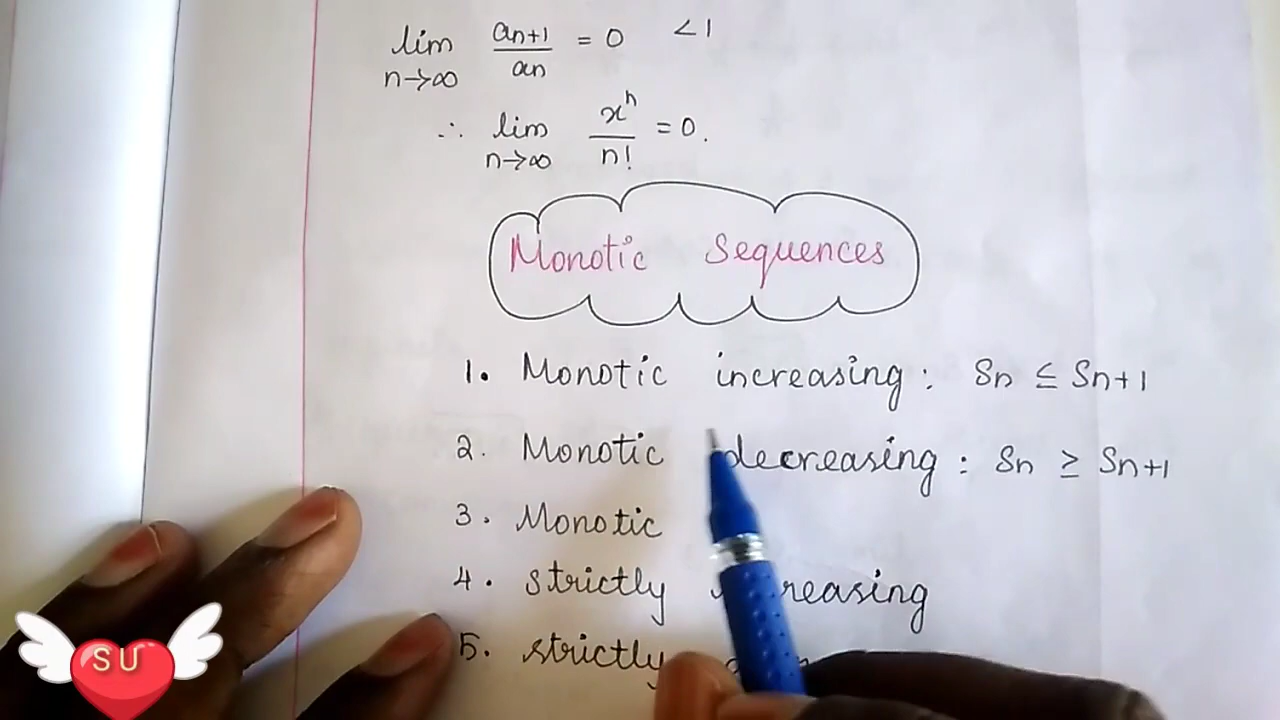 lim n→∞ an+1/an = 0 <1
∴ lim n→∞ x^n/n! = 0.
Monotic Sequences
1. Monotic increasing : Sn ≤ Sn+1
2. Monotic decreasing : Sn ≥ Sn+1
3. Monotic
4. strictly
5. strictly
SU